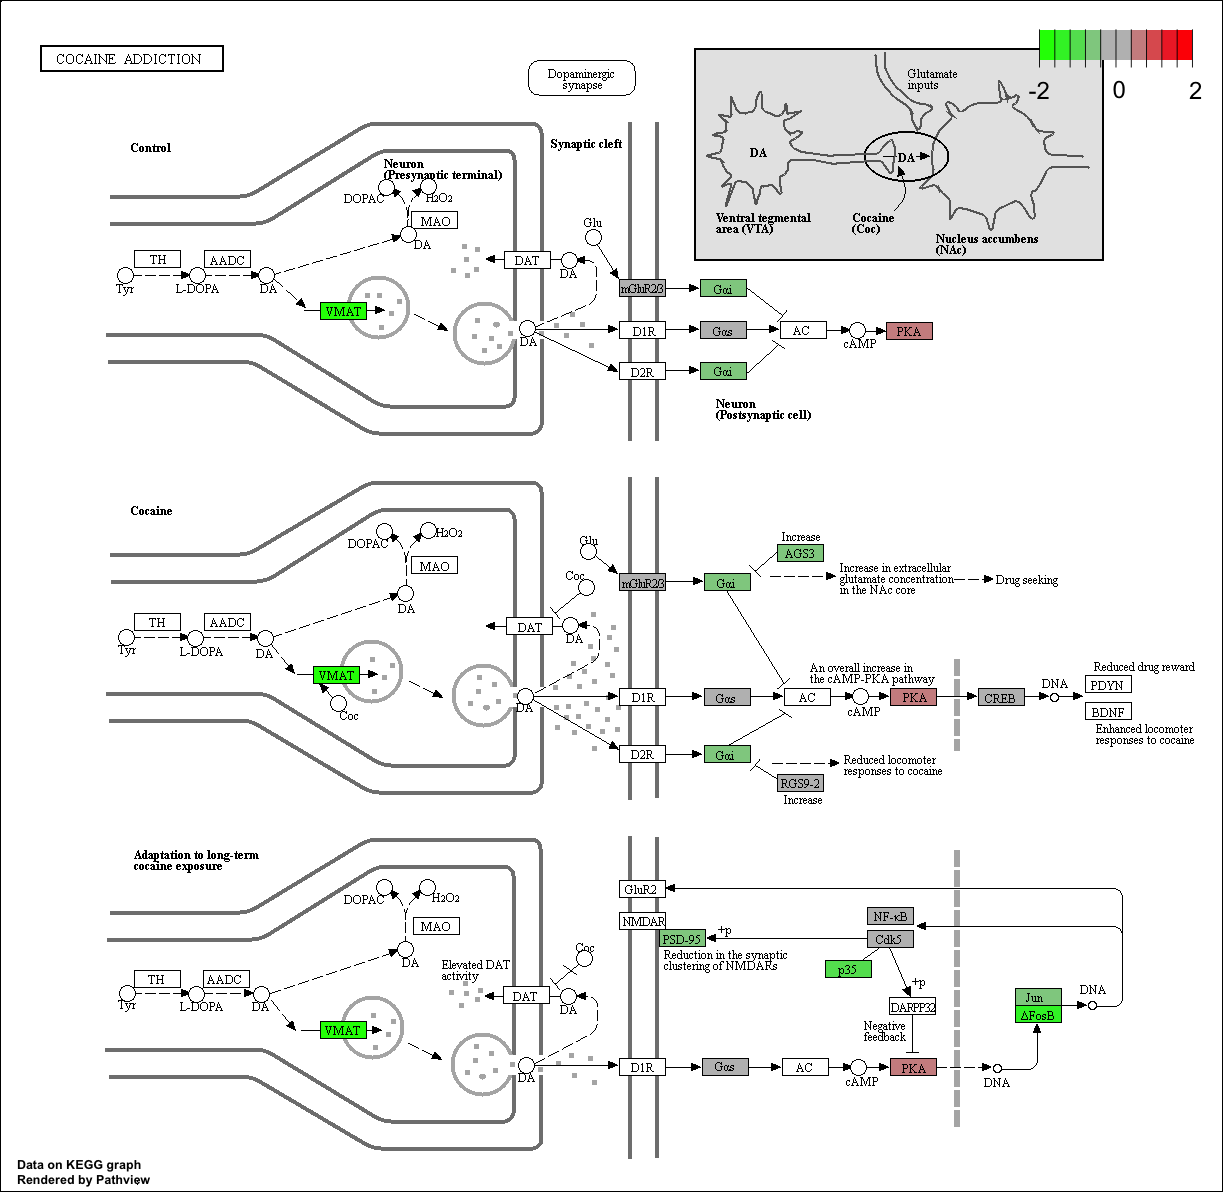 COCAINE ADDICTION
Dopaminergic
synapse
-2
0
2
Glutamate
inputs
DA
DA
Ventral tegmental
area (VTA)
Cocaine
(Coc)
Nucleus accumbens
(NAc)
Control
Synaptic cleft
Neuron
(Presynaptic terminal)
DOPAC
H2O2
MAO
DA
TH
AADC
Tyr
L-DOPA
DA
VMAT
DAT
DA
DA
Glu
mGluR2/3
Gαi
D1R
Gαs
AC
cAMP
PKA
D2R
Gαi
Neuron
(Postsynaptic cell)
Cocaine
DOPAC
H2O2
MAO
DA
TH
AADC
Tyr
L-DOPA
DA
VMAT
Coc
Glu
Coc
DAT
DA
DA
mGluR2/3
Gαi
Increase
AGS3
Increase in extracellular
glutamate concentration
in the NAc core
Drug seeking
An overall increase in
the cAMP-PKA pathway
D1R
Gαs
AC
cAMP
PKA
CREB
DNA
Reduced drug reward
PDYN
BDNF
Enhanced locomoter
responses to cocaine
D2R
Gαi
Reduced locomoter
responses to cocaine
RGS9-2
Increase
Adaptation to long-term
cocaine exposure
DOPAC
H2O2
MAO
DA
TH
AADC
Tyr
L-DOPA
DA
VMAT
Elevated DAT
activity
Coc
DAT
DA
DA
GluR2
NMDAR
PSD-95
+p
Reduction in the synaptic
clustering of NMDARs
NF-κB
Cdk5
p35
+p
DARPP32
Negative
feedback
D1R
Gαs
AC
cAMP
PKA
DNA
Jun
ΔFosB
DNA
Data on KEGG graph
Rendered by Pathview